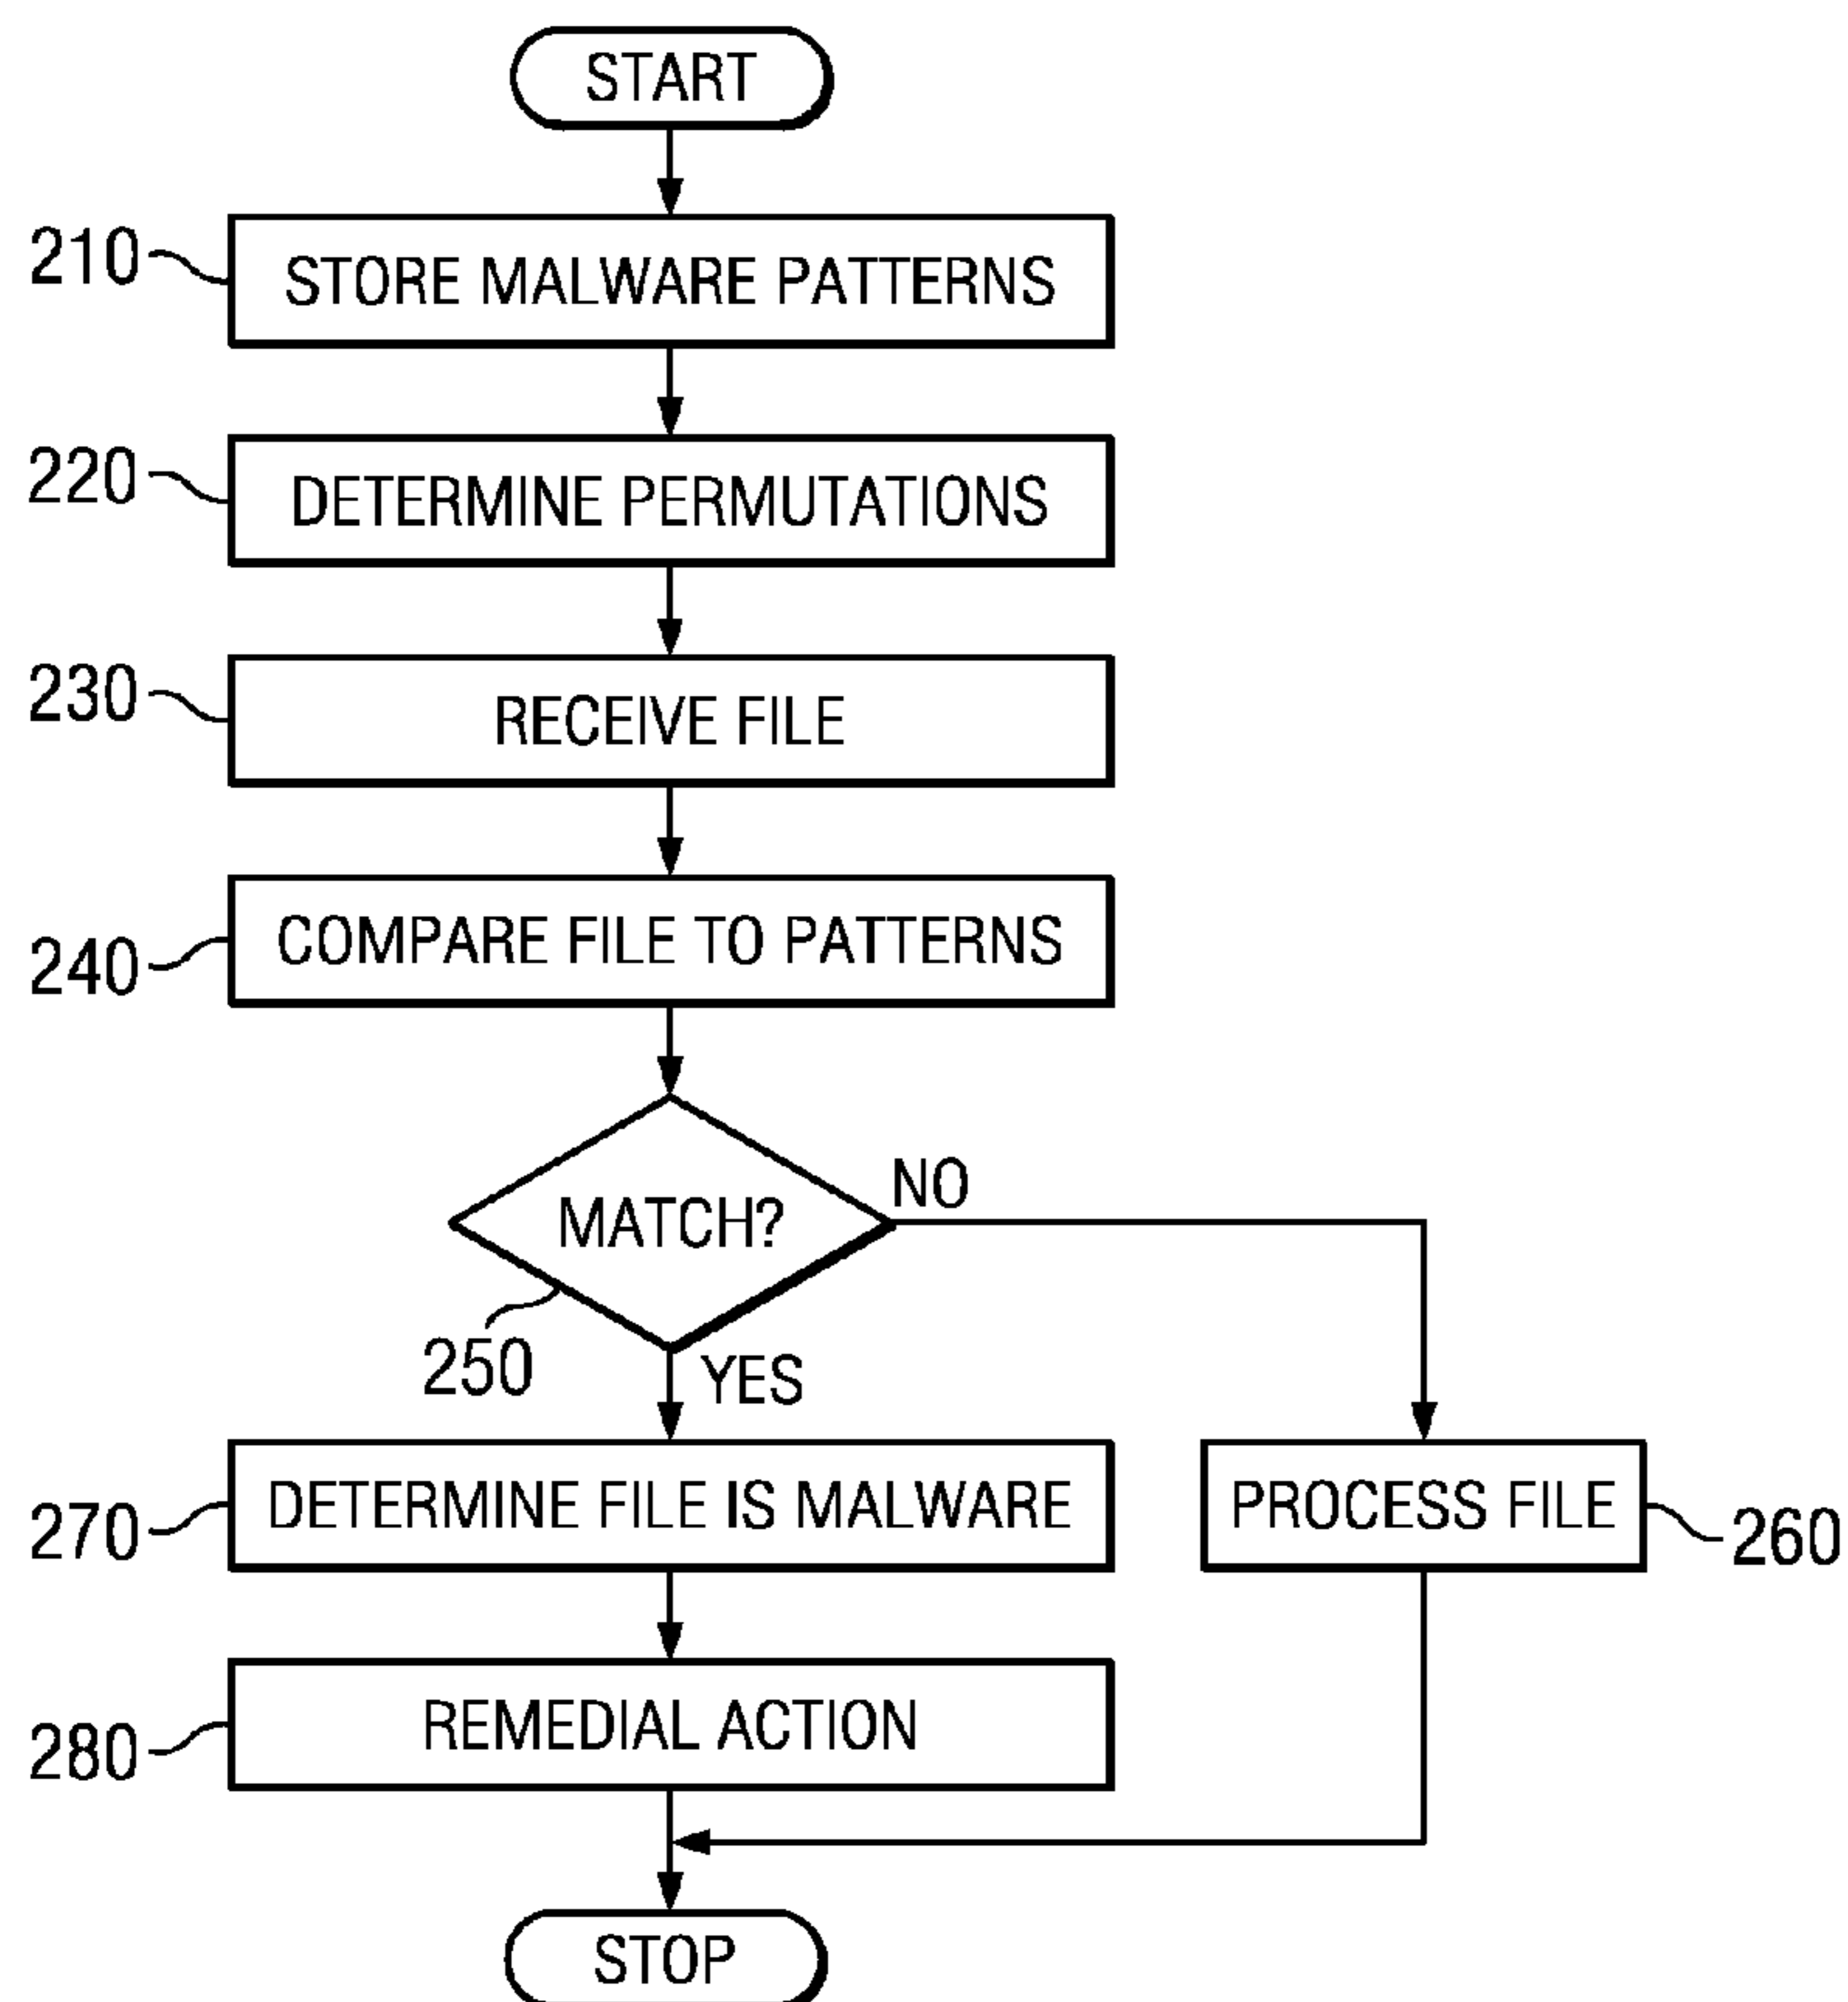 START
210
STORE MALWARE PATTERNS
220
DETERMINE PERMUTATIONS
230
RECEIVE FILE
240
COMPARE FILE TO PATTERNS
MATCH?
NO
250
YES
270
DETERMINE FILE IS MALWARE
PROCESS FILE
260
280
REMEDIAL ACTION
STOP